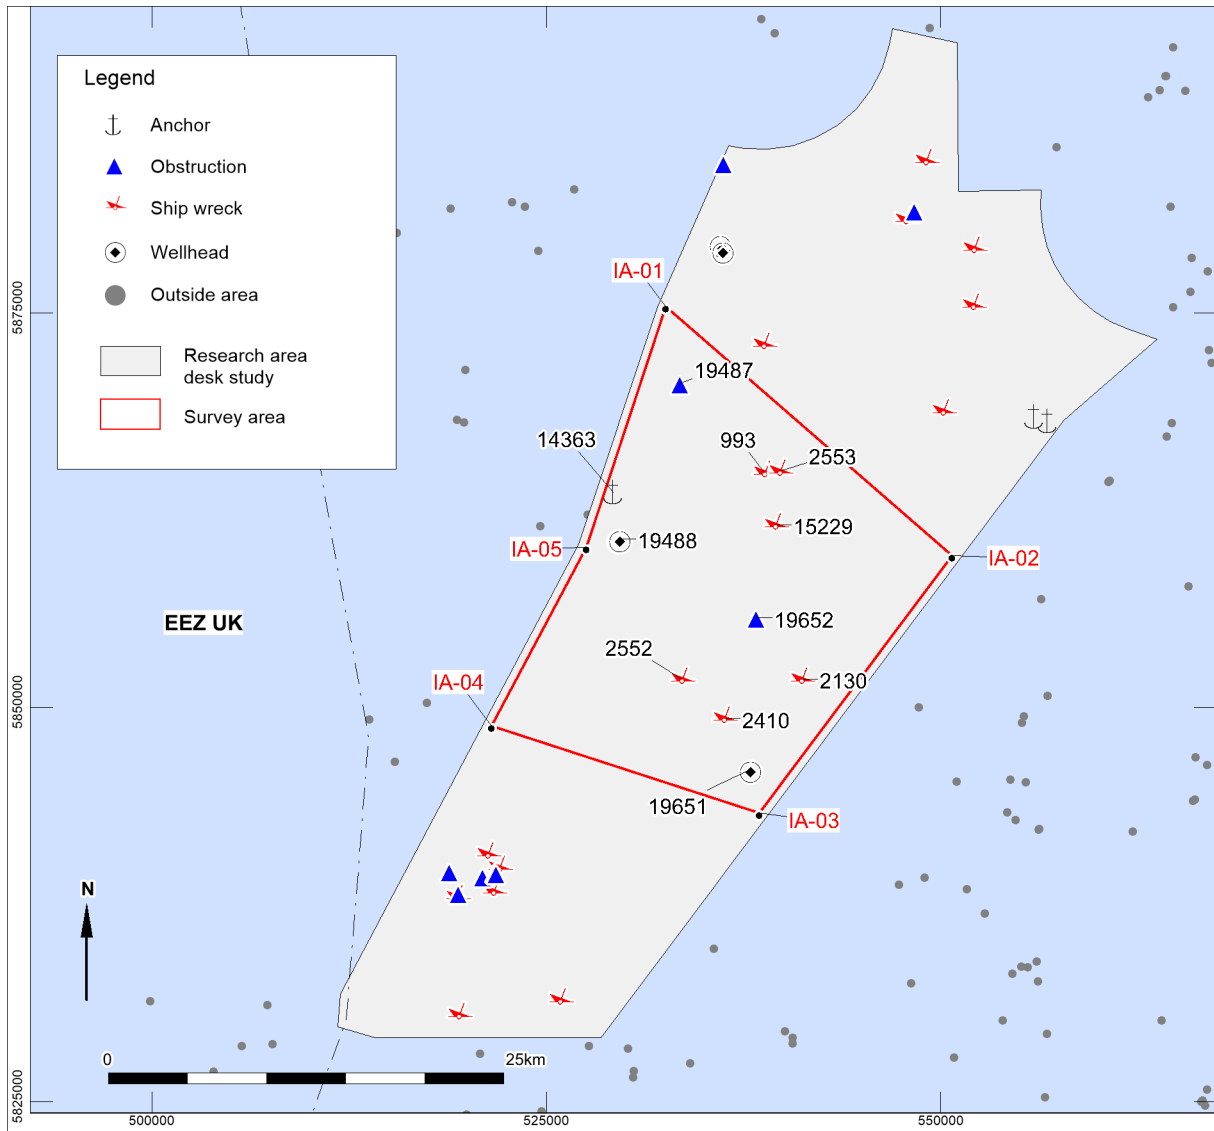 Legend
Anchor
Obstruction
Ship wreck
Wellhead
Outside area
Research area
desk study
Survey area
IA-01
5875000
19487
14363
993
2553
15229
19488
IA-05
IA-02
EEZ UK
19652
2552
2130
IA-04
5850000
2410
19651
IA-03
N
0
25km
5825000
500000
525000
550000